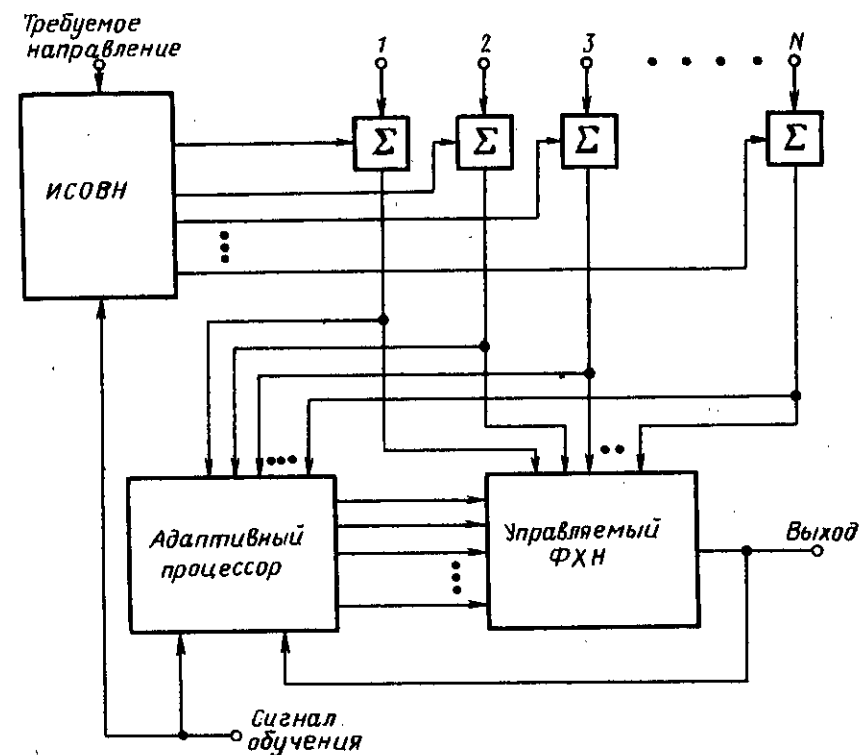 Требуемое
направление
1
2
3
N
ИСОВН
Σ
Σ
Σ
Σ
Адаптивный
процессор
Управляемый
ФХН
Выход
Сигнал
обучения